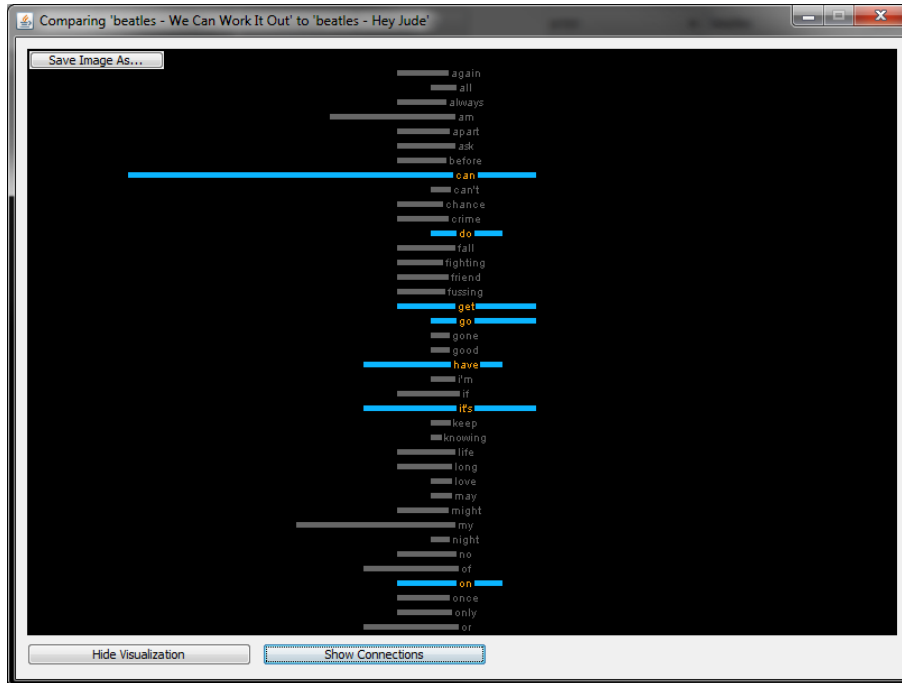 Comparing 'beatles - We Can Work It Out' to 'beatles - Hey Jude'
Save Image As...
again
all
always
am
apart
ask
before
can
can't
chance
crime
do
fall
fighting
friend
fussing
get
go
gone
good
have
i'm
if
it's
keep
knowing
life
long
love
may
might
my
night
no
of
on
once
only
or
Hide Visualization
Show Connections